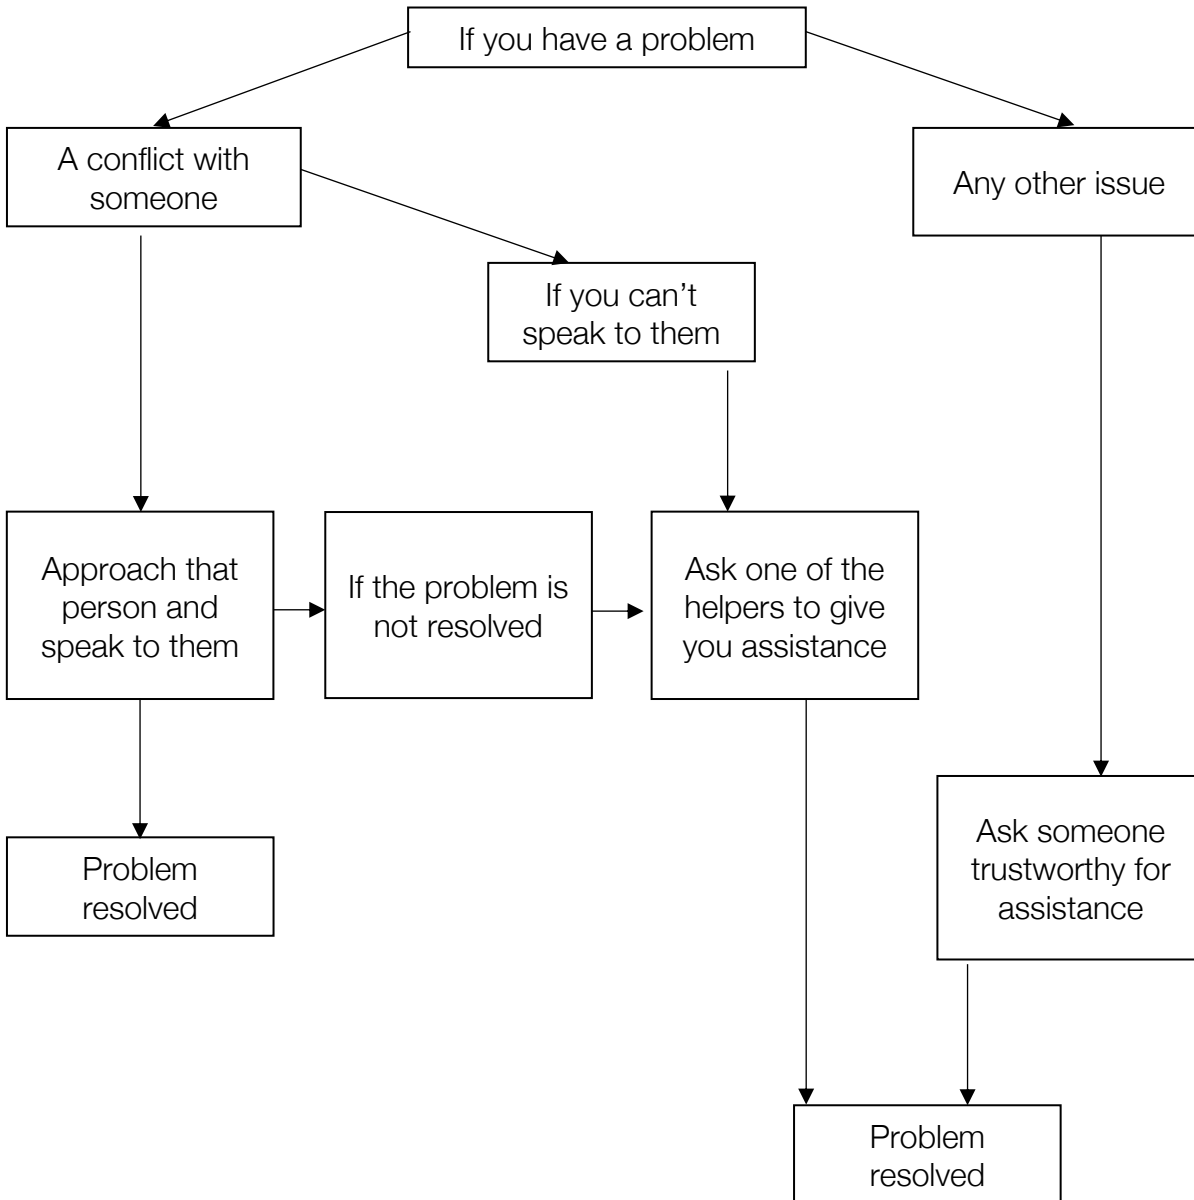 If you have a problem
A conflict with
someone
Any other issue
If you can’t
speak to them
Approach that
person and
speak to them
If the problem is
not resolved
Ask one of the
helpers to give
you assistance
Ask someone
trustworthy for
assistance
Problem
resolved
Problem
resolved